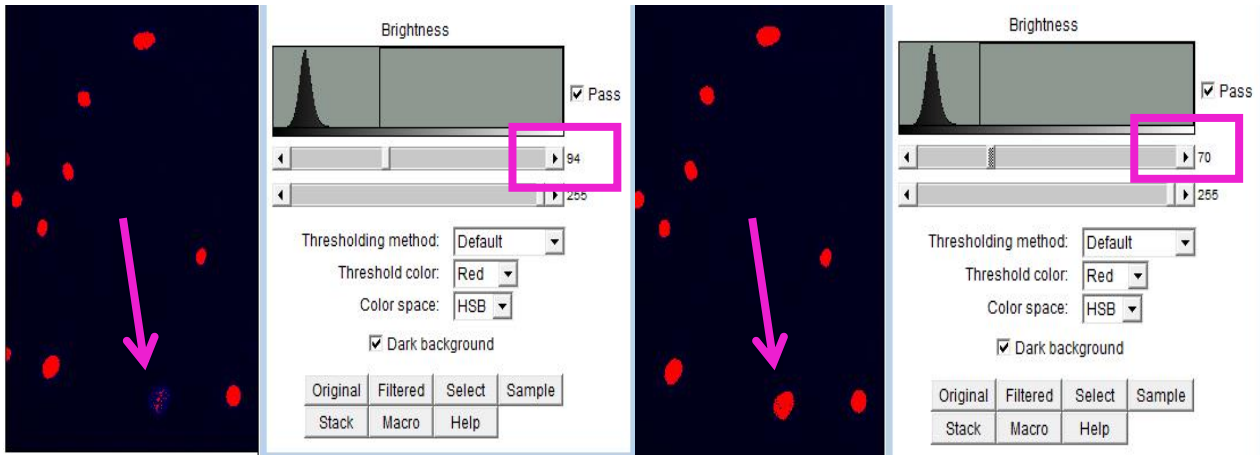 Brightness
Pass
94
255
Thresholding method: Default
Threshold color: Red
Color space: HSB
Dark background
Original Filtered Select Sample
Stack Macro Help
Brightness
Pass
70
255
Thresholding method: Default
Threshold color: Red
Color space: HSB
Dark background
Original Filtered Select Sample
Stack Macro Help